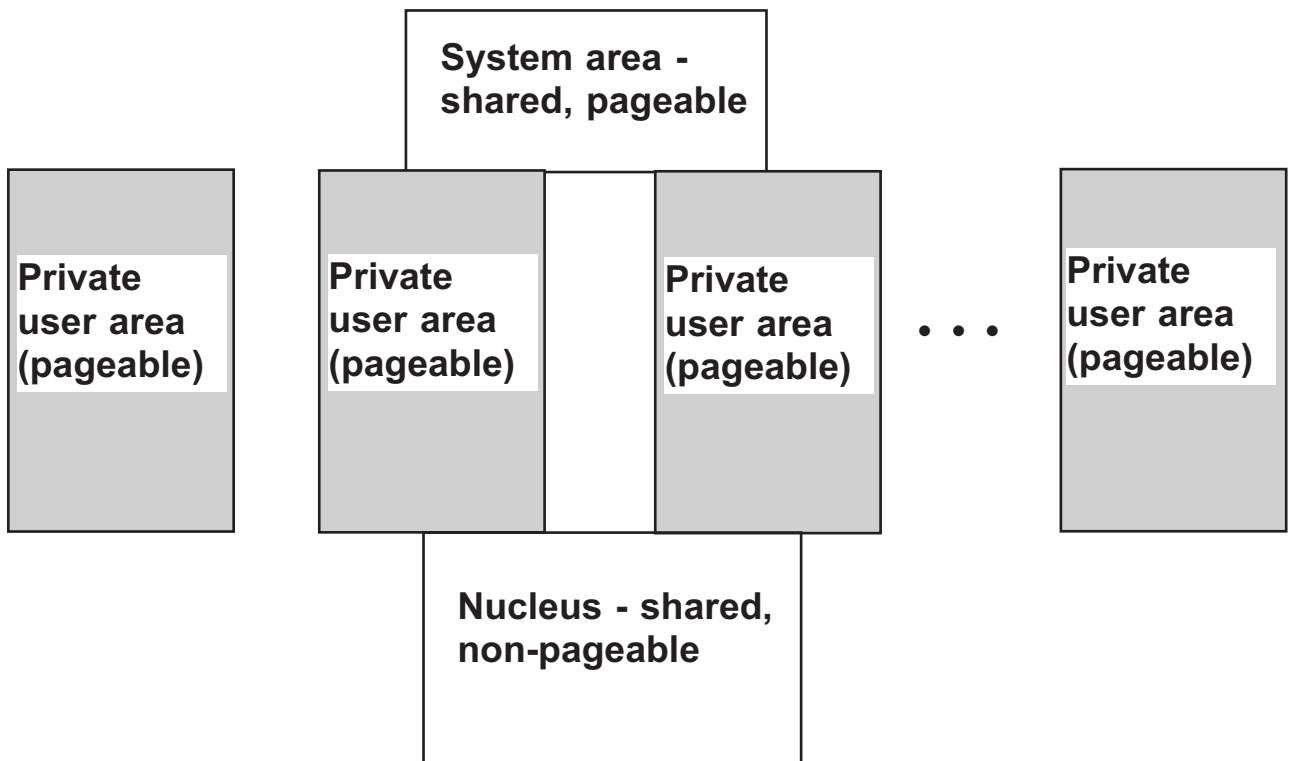 System area -
shared, pageable
Private
user area
(pageable)
Private
user area
(pageable)
Private
user area
(pageable)
. . .
Private
user area
(pageable)
Nucleus - shared,
non-pageable